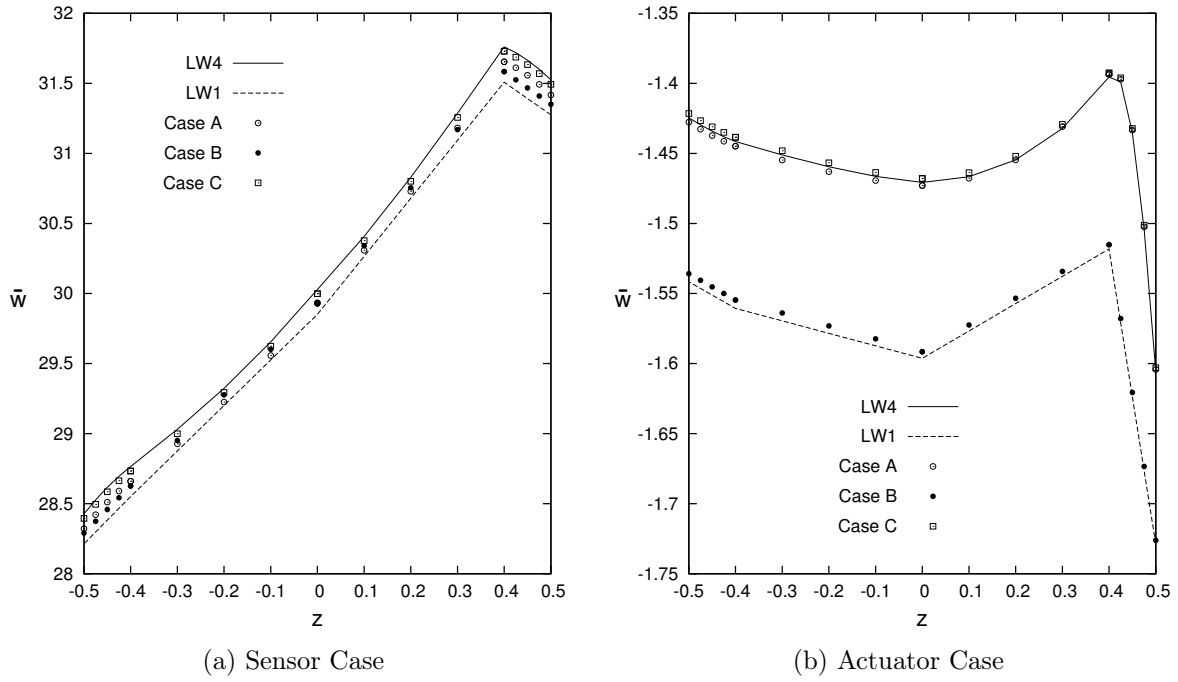 32
31.5
31
30.5
30
29.5
29
28.5
28
w̄
-0.5 -0.4 -0.3 -0.2 -0.1 0 0.1 0.2 0.3 0.4 0.5
z
LW4
LW1
Case A
Case B
Case C
(a) Sensor Case
-1.35
-1.4
-1.45
-1.5
-1.55
-1.6
-1.65
-1.7
-1.75
w̄
-0.5 -0.4 -0.3 -0.2 -0.1 0 0.1 0.2 0.3 0.4 0.5
z
LW4
LW1
Case A
Case B
Case C
(b) Actuator Case